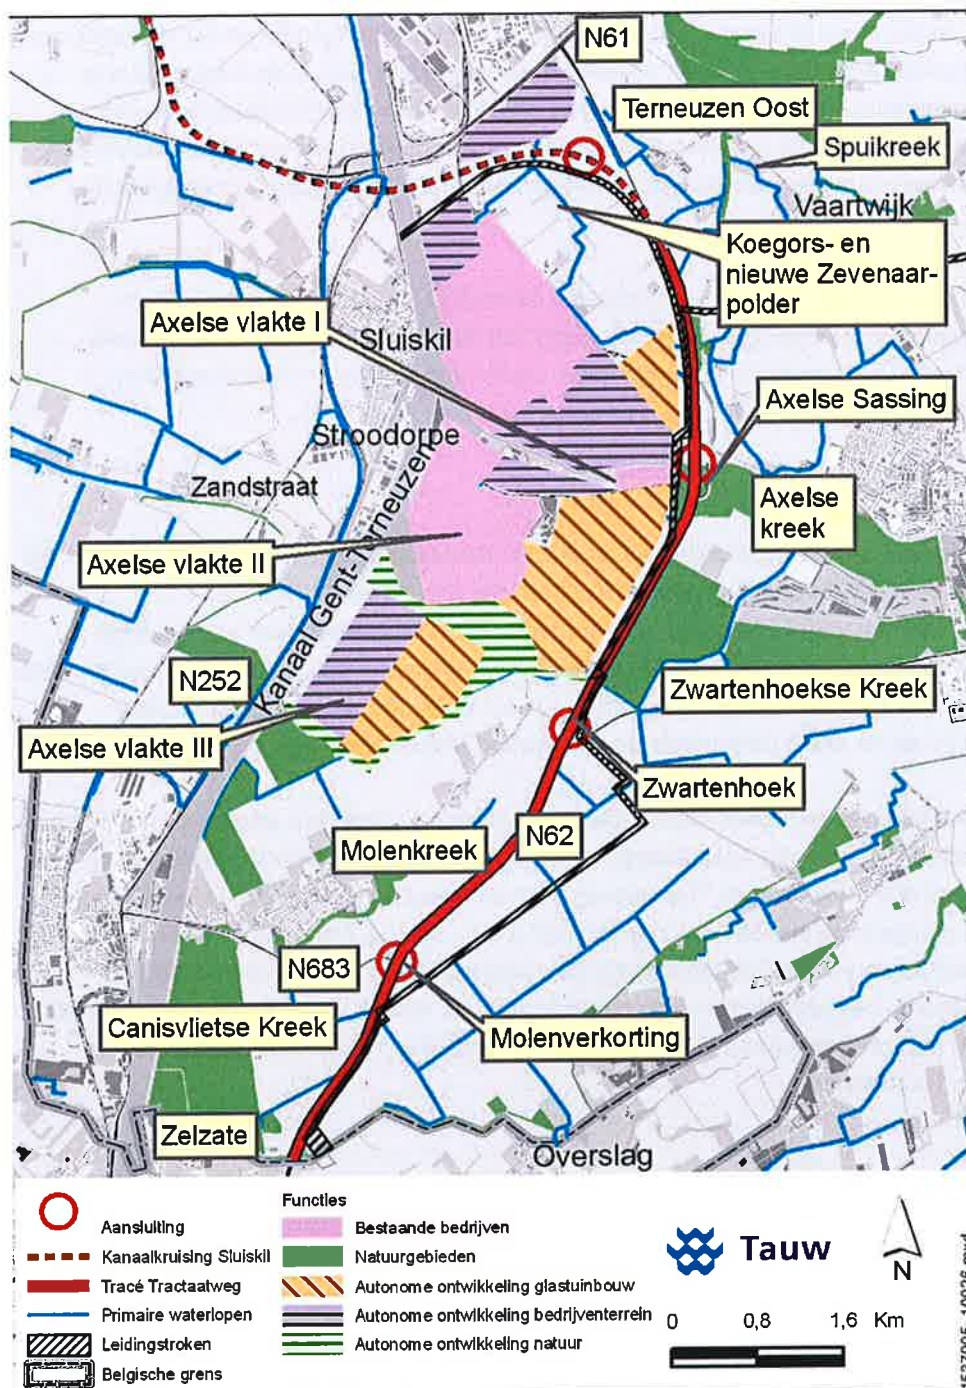 N61
Terneuzen Oost
Spuikreek
Vaartwijk
Koegors- en
nieuwe Zevenaar-
polder
Axelse vlakte I
Sluiskil
Axelse Sassing
Stroodorpe
Zandstraat
Axelse
kreek
Axelse vlakte II
Kanaal Gent-Terneuzen
N252
Zwartenhoekse Kreek
Axelse vlakte III
Zwartenhoek
N62
Molenkreek
N683
Canisvlietse Kreek
Molenverkorting
Zelzate
Overslag
Aansluiting
Kanaalkruising Sluiskil
Tracé Tractaatweg
Primaire waterlopen
Leidingstroken
Belgische grens
Functies
Bestaande bedrijven
Natuurgebieden
Autonome ontwikkeling glastuinbouw
Autonome ontwikkeling bedrijventerrein
Autonome ontwikkeling natuur
Tauw
N
0 0,8 1,6 Km